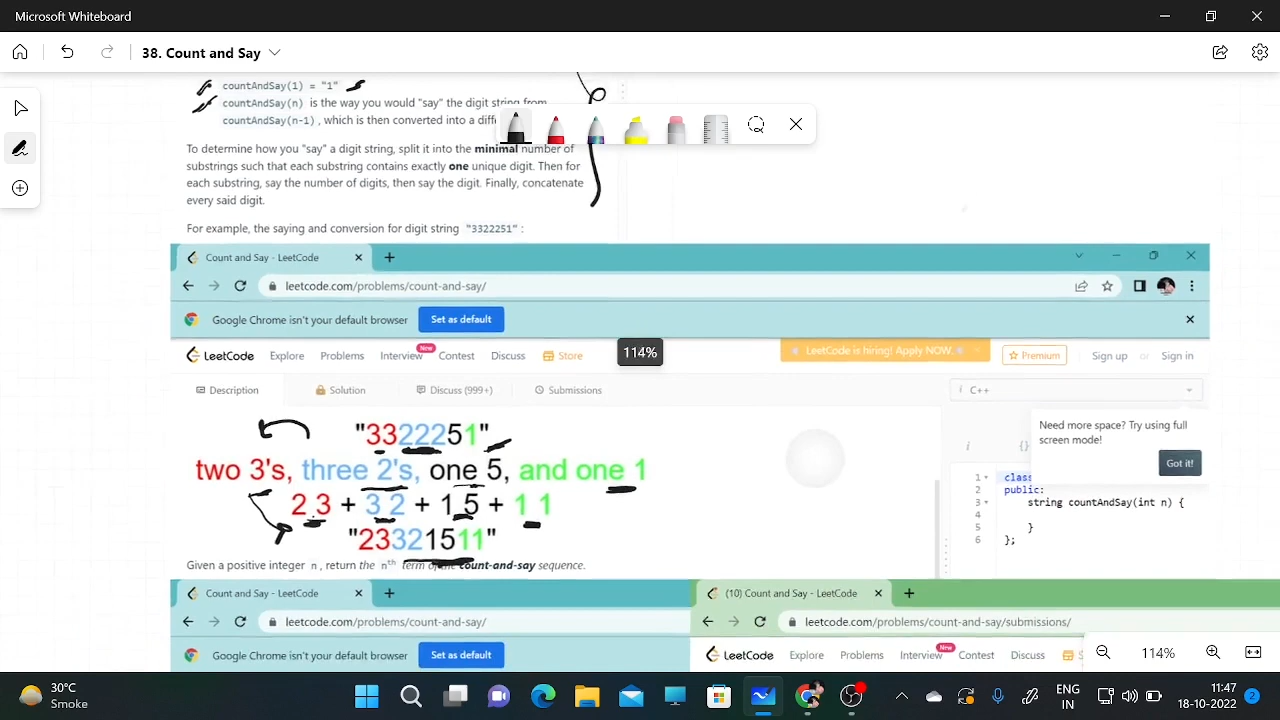 Microsoft Whiteboard
38. Count and Say
countAndSay(1) = "1"
countAndSay(n) is the way you would "say" the digit string from
countAndSay(n-1), which is then converted into a diff
To determine how you "say" a digit string, split it into the minimal number of
substrings such that each substring contains exactly one unique digit. Then for
each substring, say the number of digits, then say the digit. Finally, concatenate
every said digit.
For example, the saying and conversion for digit string "3322251":
Count and Say - LeetCode
leetcode.com/problems/count-and-say/
Google Chrome isn't your default browser Set as default
114%
LeetCode Explore Problems Interview New Contest Discuss Store LeetCode is hiring! Apply NOW. Premium Sign up or Sign in
Description Solution Discuss (999+) Submissions i C++
Need more space? Try using full
screen mode!
Got it!
"3322251"
two 3's, three 2's, one 5, and one 1
2 3 + 3 2 + 1 5 + 1 1
"23321511"
i {}
1 class
2 public:
3 string countAndSay(int n) {
4
5 }
6 };
Given a positive integer n, return the nth term of the count-and-say sequence.
Count and Say - LeetCode (10) Count and Say - LeetCode
leetcode.com/problems/count-and-say/ leetcode.com/problems/count-and-say/submissions/
Google Chrome isn't your default browser Set as default LeetCode Explore Problems Interview New Contest Discuss S
114%
30°C
Smoke
ENG
IN
11:47
18-10-2022
2